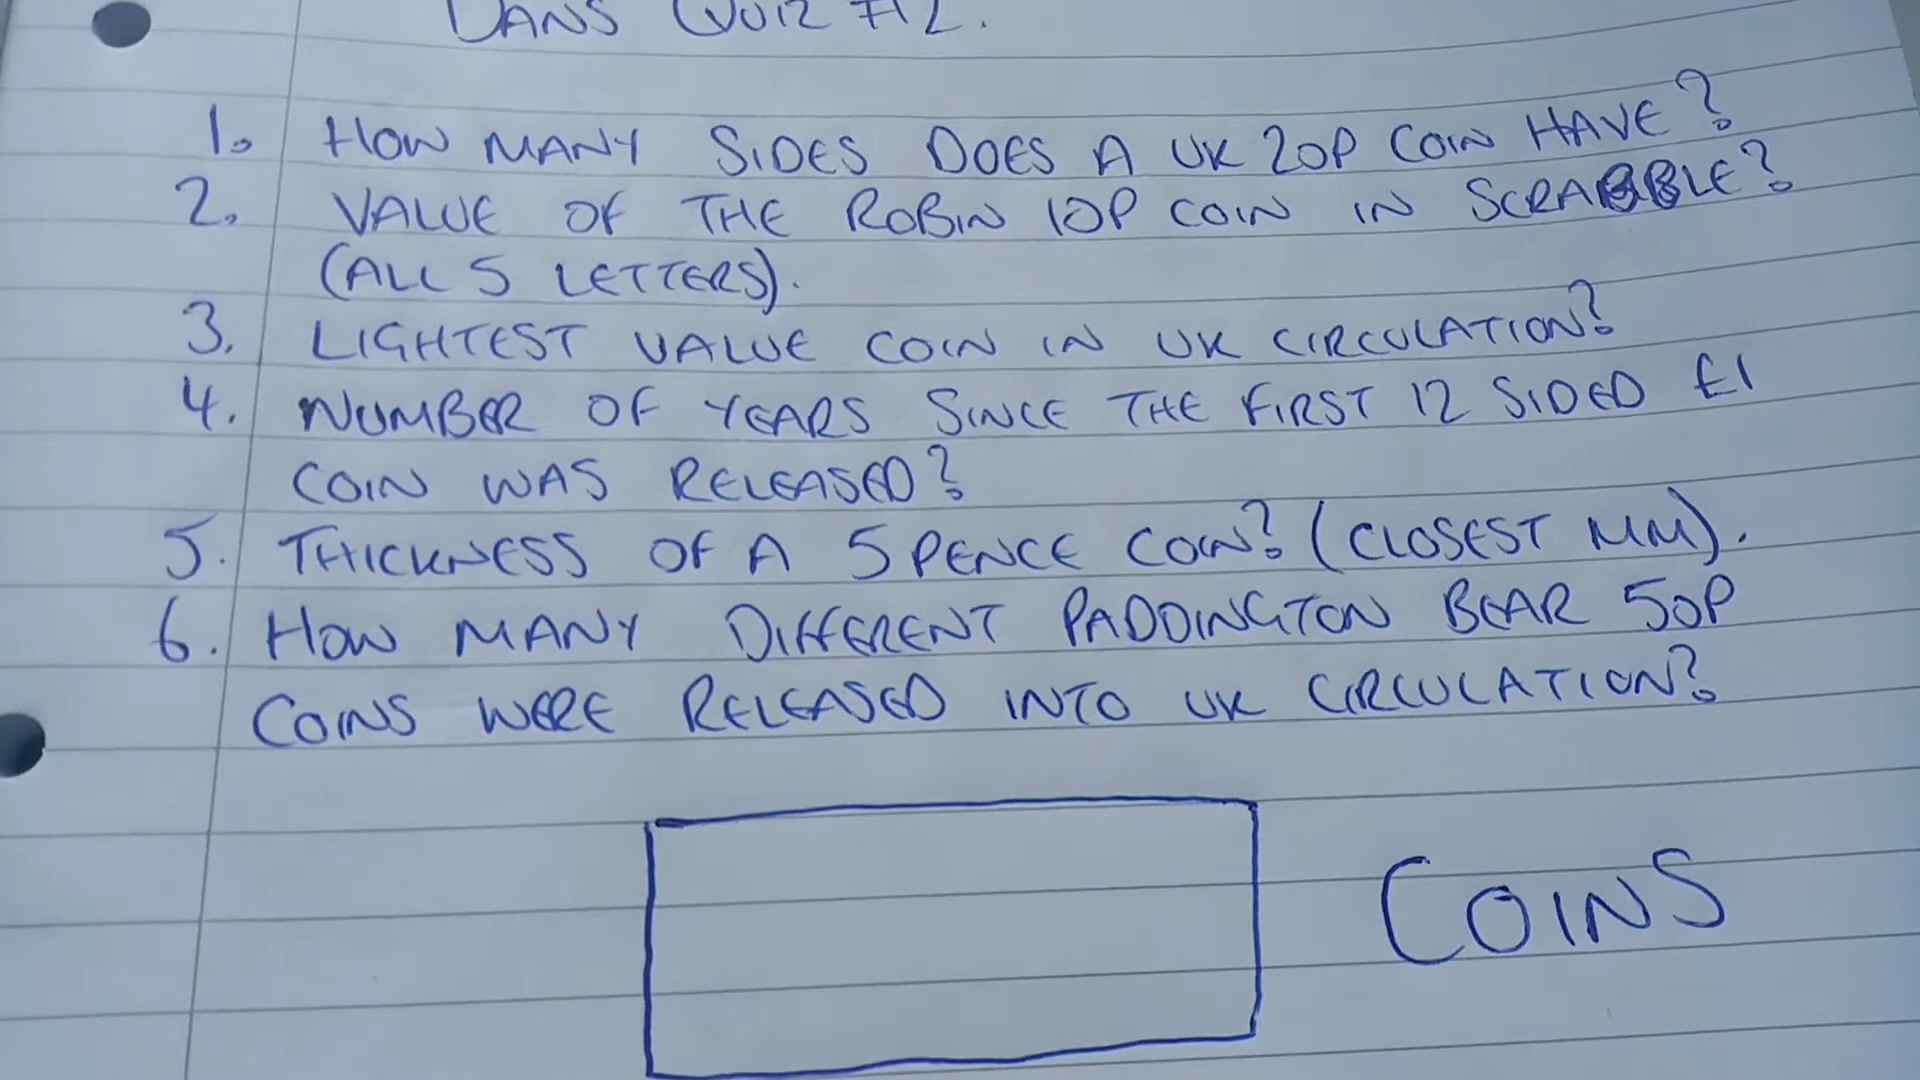 DANS QUIZ #12.
1. HOW MANY SIDES DOES A UK 20P COIN HAVE?
2. VALUE OF THE ROBIN 10P COIN IN SCRABBLE?
(ALL 5 LETTERS).
3. LIGHTEST VALUE COIN IN UK CIRCULATION?
4. NUMBER OF YEARS SINCE THE FIRST 12 SIDED £1
COIN WAS RELEASED?
5. THICKNESS OF A 5 PENCE COIN? (CLOSEST MM).
6. HOW MANY DIFFERENT PADDINGTON BEAR 50P
COINS WERE RELEASED INTO UK CIRCULATION?
COINS